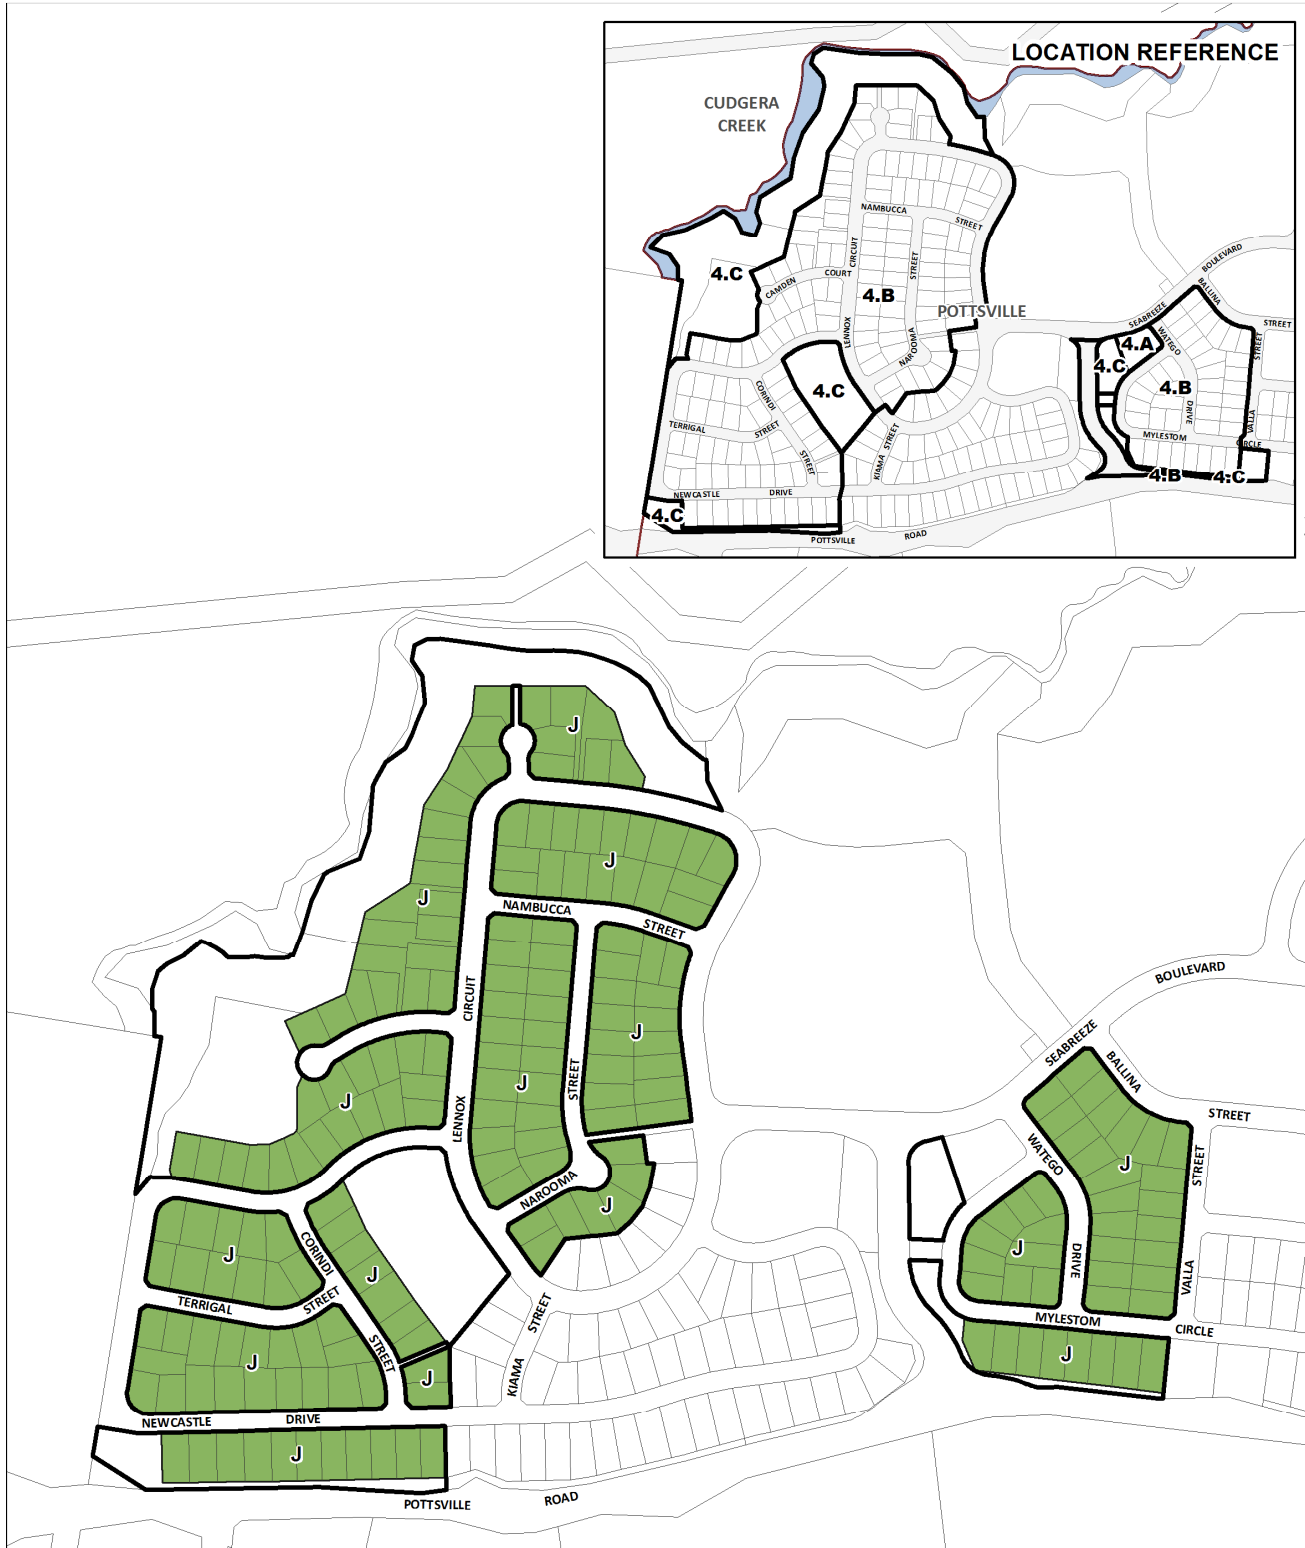 LOCATION REFERENCE
CUDGERA
CREEK
NAMBUCCA
STREET
CIRCUIT
STREET
4.C
COURT
CAMDEN
4.B
POTTSVILLE
BOULEVARD
BALLINA
SEABREEZE
STREET
LENNOX
NAROOMA
WATEGO
STREET
4.A
4.C
4.C
4.B
CORINDI
DRIVE
VALLA
TERRIGAL
STREET
STREET
KIAMA
MYLESTOM
CIRCLE
STREET
4.B
4.C
NEWCASTLE
DRIVE
4.C
POTTSVILLE
ROAD
J
J
J
NAMBUCCA
STREET
CIRCUIT
J
BOULEVARD
SEABREEZE
BALLINA
STREET
J
J
LENNOX
STREET
WATEGO
J
STREET
NAROOMA
J
CORINDI
J
J
J
DRIVE
VALLA
TERRIGAL
STREET
STREET
MYLESTOM
CIRCLE
J
STREET
J
KIAMA
J
NEWCASTLE
DRIVE
J
POTTSVILLE
ROAD